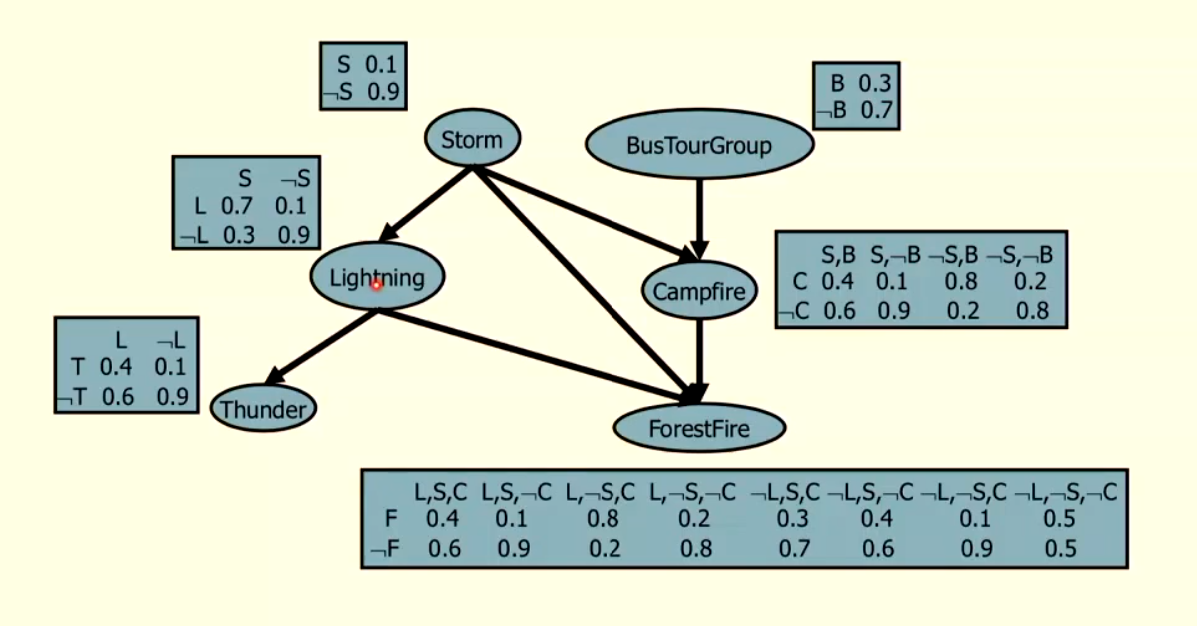 S 0.1
¬S 0.9
B 0.3
¬B 0.7
Storm
BusTourGroup
S ¬S
L 0.7 0.1
¬L 0.3 0.9
Lightning
S,B S,¬B ¬S,B ¬S,¬B
C 0.4 0.1 0.8 0.2
¬C 0.6 0.9 0.2 0.8
Campfire
L ¬L
T 0.4 0.1
¬T 0.6 0.9
Thunder
ForestFire
L,S,C L,S,¬C L,¬S,C L,¬S,¬C ¬L,S,C ¬L,S,¬C ¬L,¬S,C ¬L,¬S,¬C
F 0.4 0.1 0.8 0.2 0.3 0.4 0.1 0.5
¬F 0.6 0.9 0.2 0.8 0.7 0.6 0.9 0.5